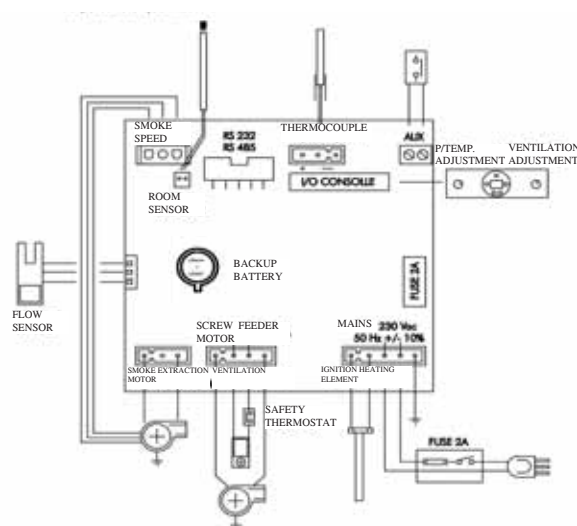 SMOKE
SPEED
RS 232
RS 485
THERMOCOUPLE
AUX
P/TEMP.
ADJUSTMENT
VENTILATION
ADJUSTMENT
I/O CONSOLLE
ROOM
SENSOR
BACKUP
BATTERY
FUSE 2A
FLOW
SENSOR
SCREW FEEDER
MOTOR
MAINS
230 Vac
50 Hz +/- 10%
SMOKE EXTRACTION
MOTOR
VENTILATION
IGNITION HEATING
ELEMENT
SAFETY
THERMOSTAT
FUSE 2A